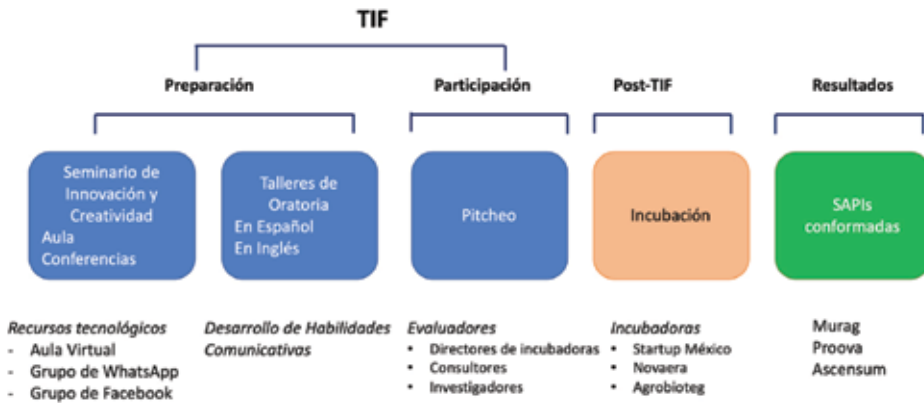 TIF
Preparación
Participación
Post-TIF
Resultados
Seminario de
Innovación y
Creatividad
Aula
Conferencias
Talleres de
Oratoria
En Español
En Inglés
Pitcheo
Incubación
SAPIs
conformadas
Recursos tecnológicos
- Aula Virtual
- Grupo de WhatsApp
- Grupo de Facebook
Desarrollo de Habilidades
Comunicativas
Evaluadores
• Directores de incubadoras
• Consultores
• Investigadores
Incubadoras
• Startup México
• Novaera
• Agrobioteg
Murag
Proova
Ascensum